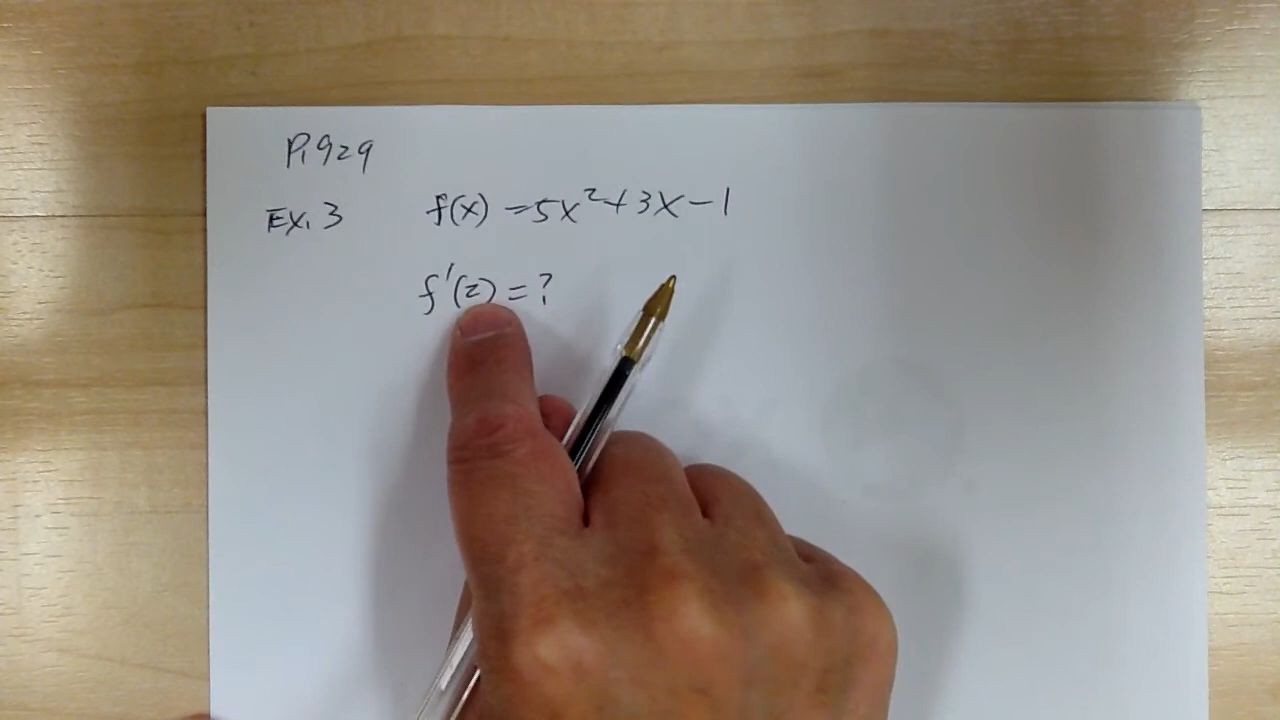 P. 929
Ex. 3 f(x) = 5x²+3x-1
f'(2) = ?